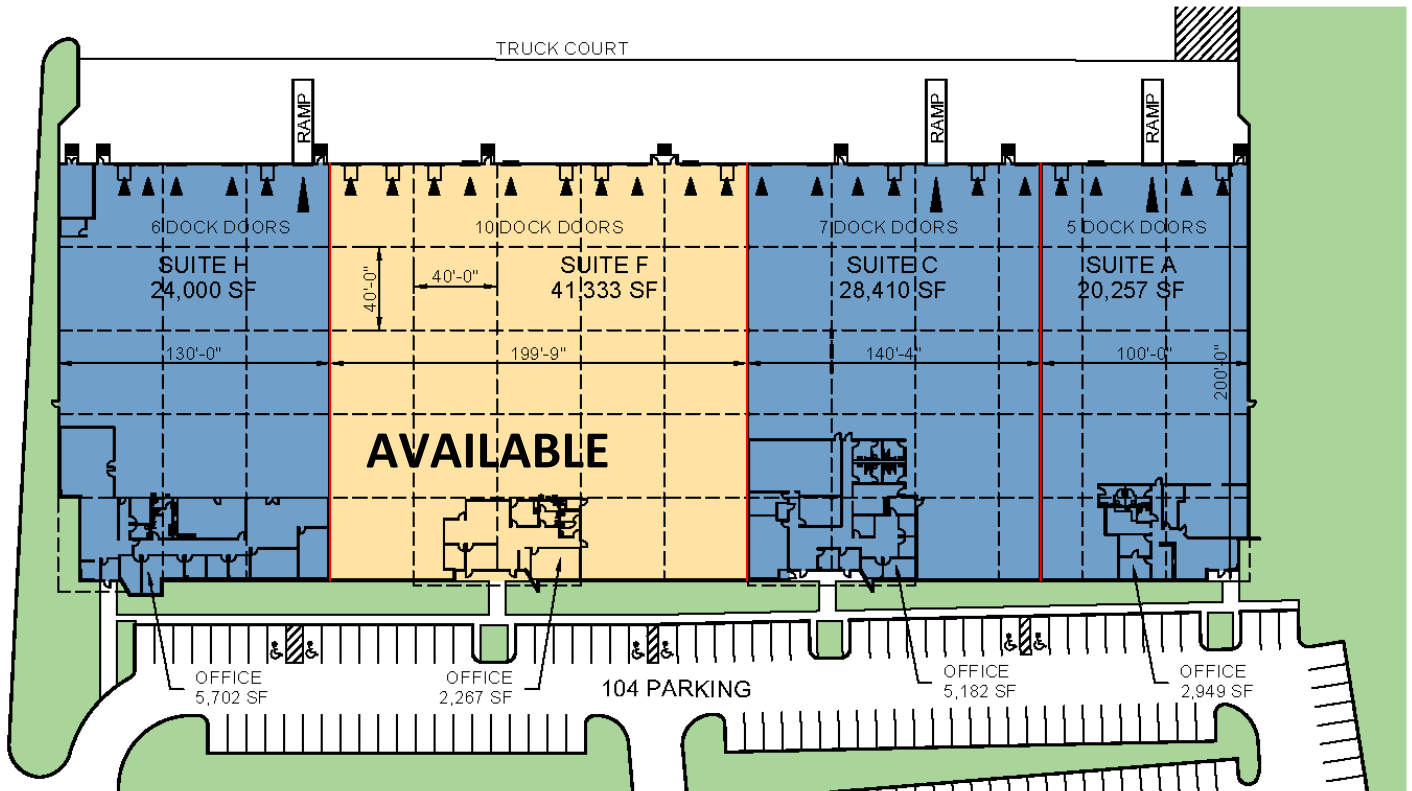 TRUCK COURT
RAMP
RAMP
RAMP
6 DOCK DOORS
10 DOCK DOORS
7 DOCK DOORS
5 DOCK DOORS
SUITE H
24,000 SF
SUITE F
41,333 SF
SUITE C
28,410 SF
SUITE A
20,257 SF
40'-0"
40'-0"
130'-0"
199'-9"
140'-4"
100'-0"
200'-0"
AVAILABLE
OFFICE
5,702 SF
OFFICE
2,267 SF
104 PARKING
OFFICE
5,182 SF
OFFICE
2,949 SF